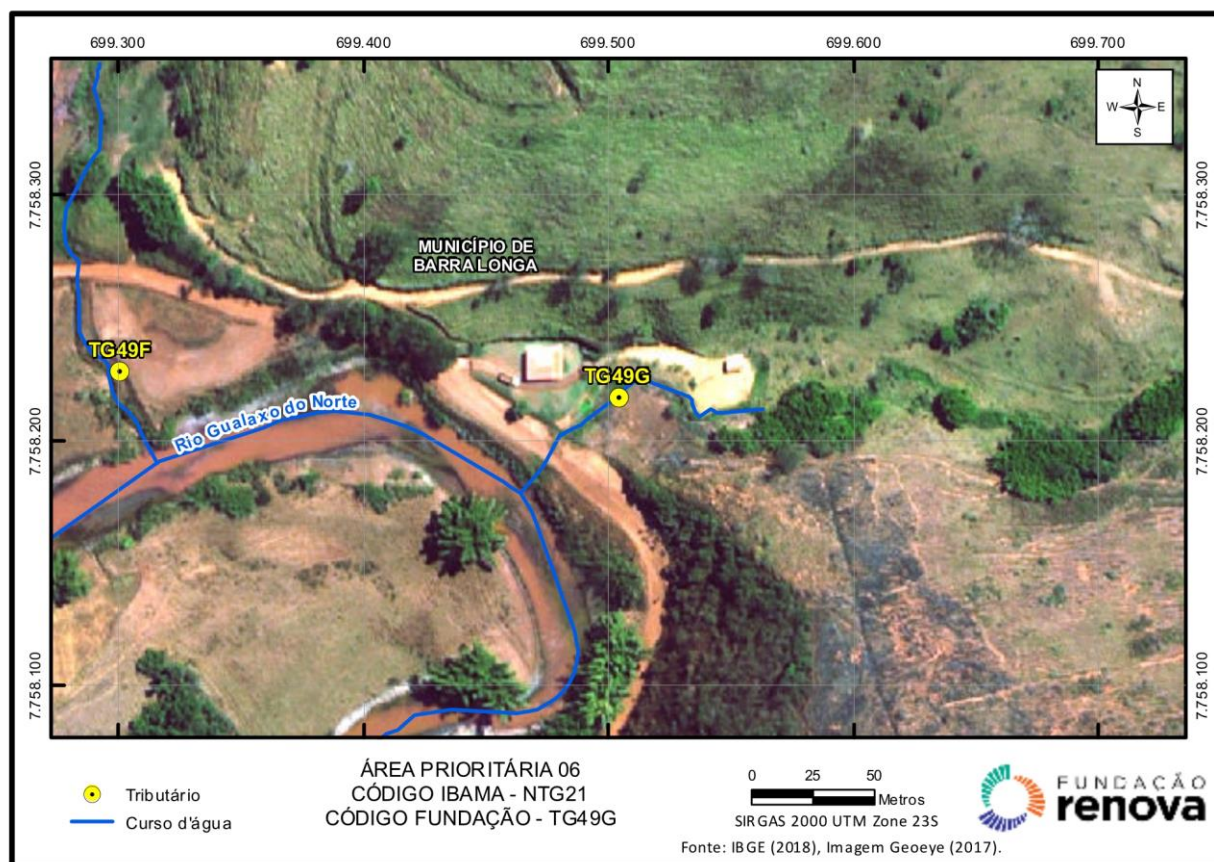 699.300 699.400 699.500 699.600 699.700
N
W E
S
7.758.300 7.758.300
MUNICÍPIO DE
BARRA LONGA
TG49F
TG49G
Rio Gualaxo do Norte
7.758.200 7.758.200
7.758.100 7.758.100
Tributário
Curso d'água
ÁREA PRIORITÁRIA 06
CÓDIGO IBAMA - NTG21
CÓDIGO FUNDAÇÃO - TG49G
0 25 50
Metros
SIRGAS 2000 UTM Zone 23S
FUNDAÇÃO
renova
Fonte: IBGE (2018), Imagem Geoeye (2017).